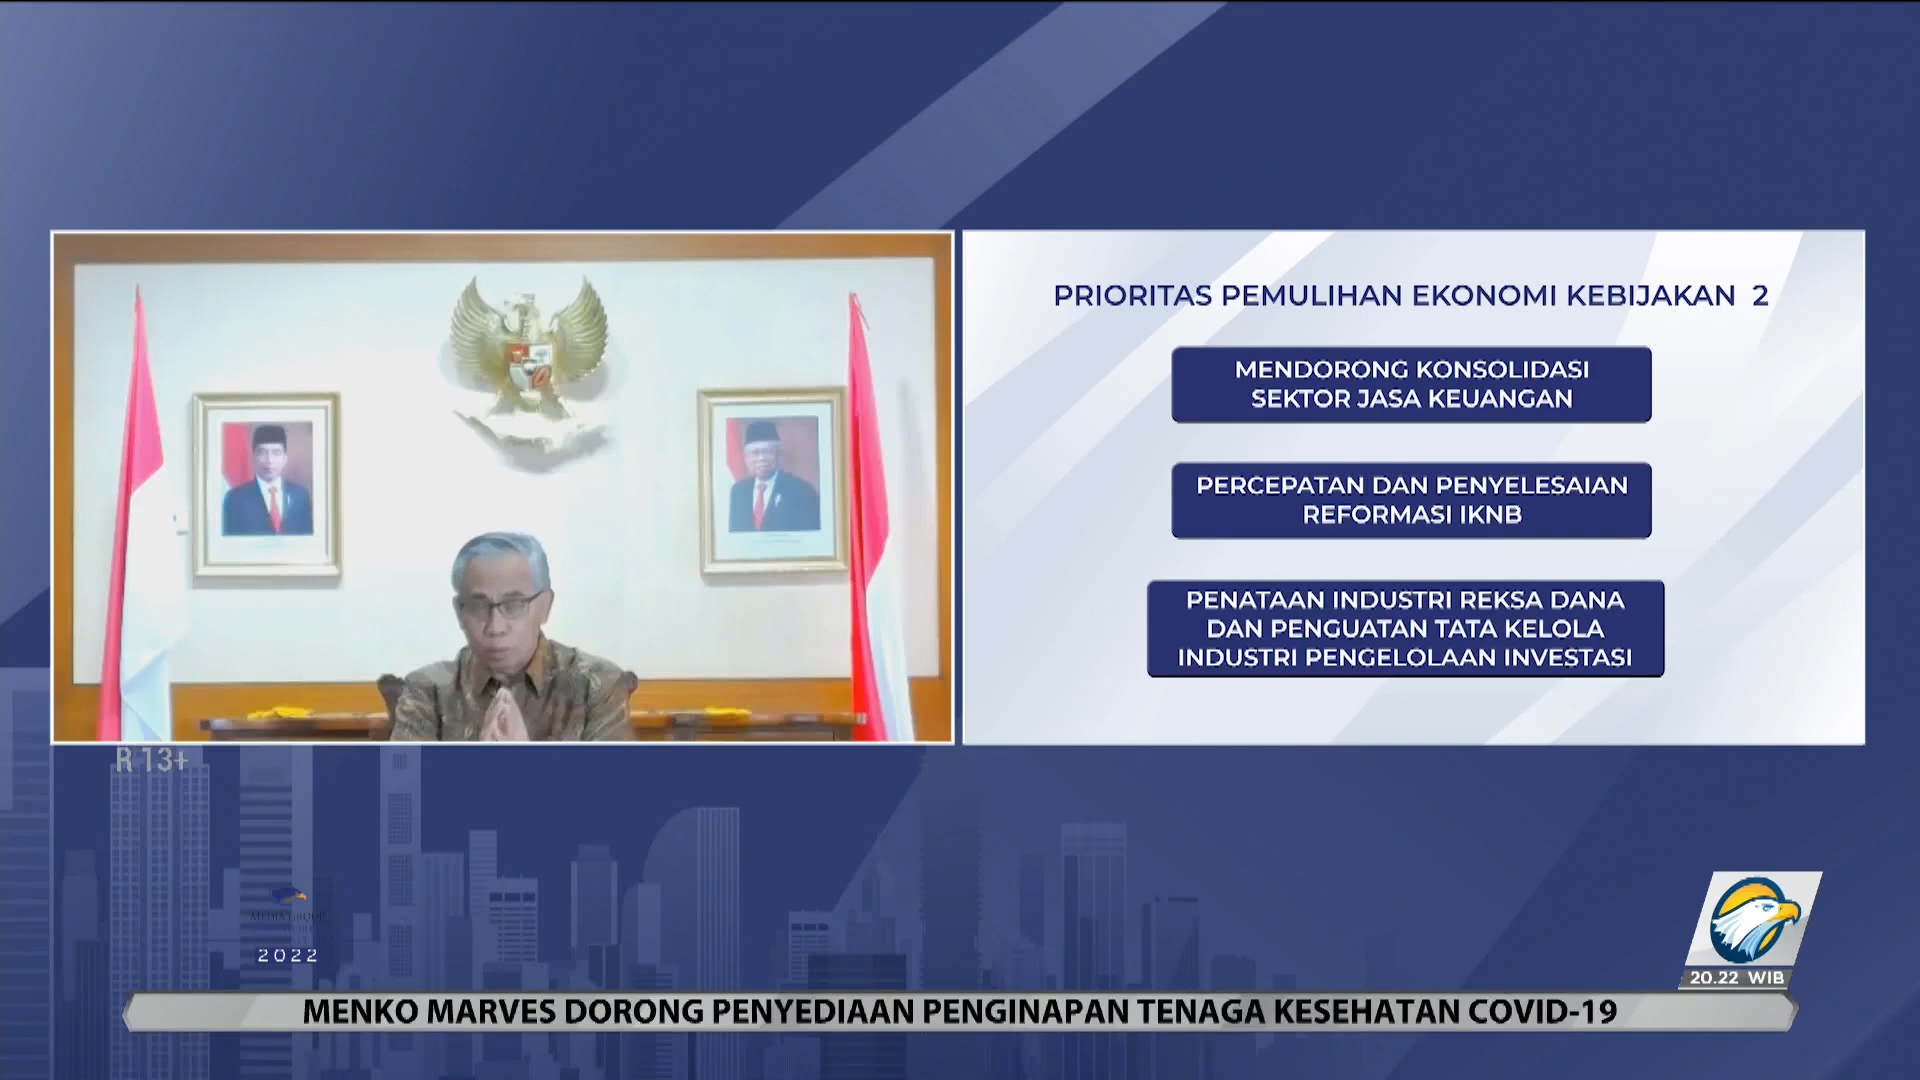 PRIORITAS PEMULIHAN EKONOMI KEBIJAKAN 2
MENDORONG KONSOLIDASI
SEKTOR JASA KEUANGAN
PERCEPATAN DAN PENYELESAIAN
REFORMASI IKNB
PENATAAN INDUSTRI REKSA DANA
DAN PENGUATAN TATA KELOLA
INDUSTRI PENGELOLAAN INVESTASI
R 13+
MEDIA GROUP
2022
20.22 WIB
MENKO MARVES DORONG PENYEDIAAN PENGINAPAN TENAGA KESEHATAN COVID-19